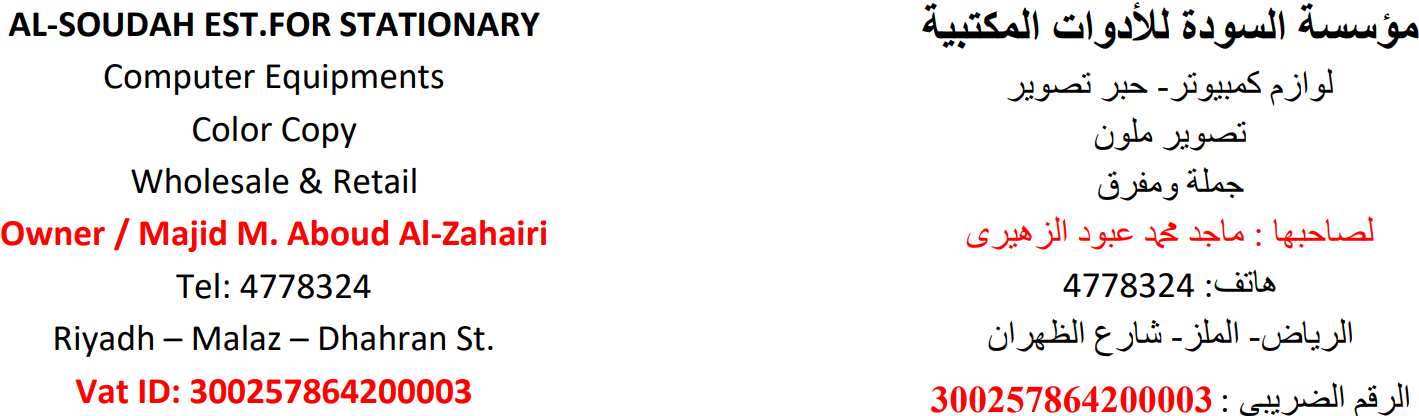 AL-SOUDAH EST.FOR STATIONARY
Computer Equipments
Color Copy
Wholesale & Retail
Owner / Majid M. Aboud Al-Zahairi
Tel: 4778324
Riyadh – Malaz – Dhahran St.
Vat ID: 300257864200003
مؤسسة السودة للأدوات المكتبية
لوازم كمبيوتر- حبر تصوير
تصوير ملون
جملة ومفرق
لصاحبها : ماجد محمد عبود الزهيرى
هاتف: 4778324
الرياض- الملز- شارع الظهران
الرقم الضريبي : 300257864200003